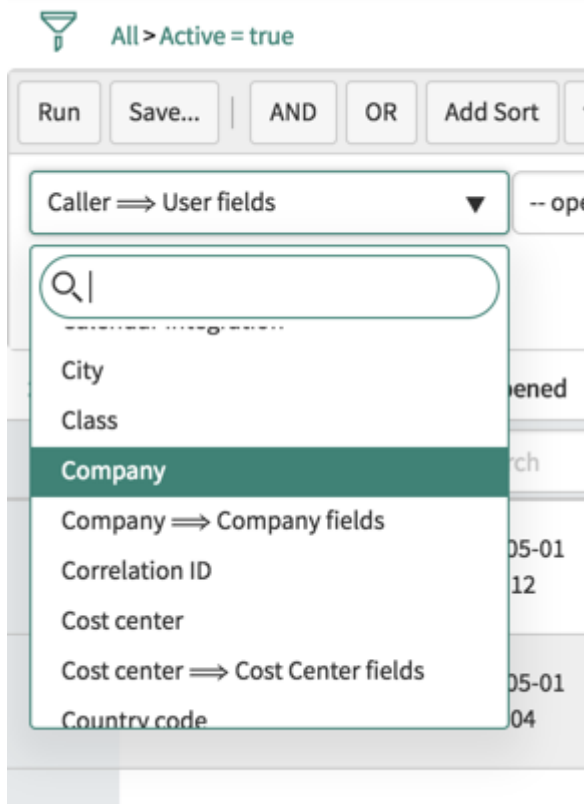 All > Active = true
Run Save... | AND OR Add Sort
Caller ⟹ User fields ▼ -- ope
City
Class
ened
Company
rch
Company ⟹ Company fields
05-01
Correlation ID
12
Cost center
Cost center ⟹ Cost Center fields
05-01
Country code
04